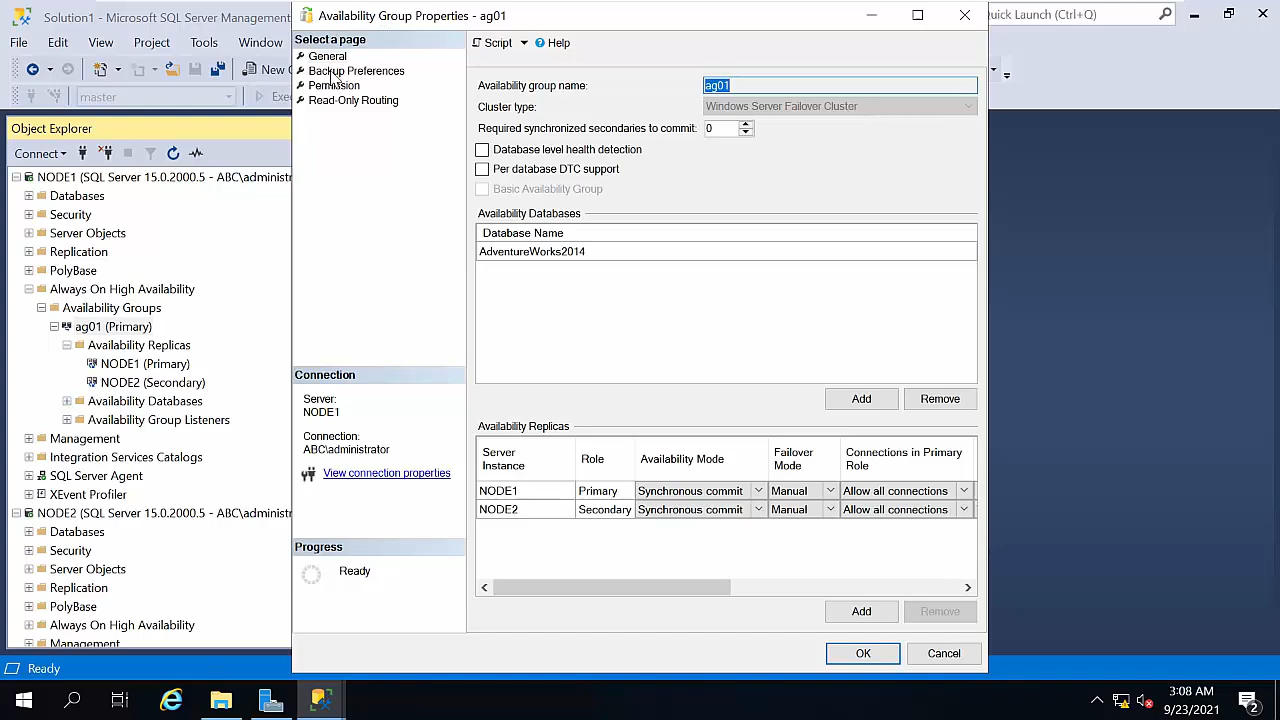 Solution1 - Microsoft SQL Server Management
Quick Launch (Ctrl+Q)
File Edit View Project Tools Window
New
master
Exec
Object Explorer
Connect
NODE1 (SQL Server 15.0.2000.5 - ABC\administr
Databases
Security
Server Objects
Replication
PolyBase
Always On High Availability
Availability Groups
ag01 (Primary)
Availability Replicas
NODE1 (Primary)
NODE2 (Secondary)
Availability Databases
Availability Group Listeners
Management
Integration Services Catalogs
SQL Server Agent
XEvent Profiler
NODE2 (SQL Server 15.0.2000.5 - ABC\administr
Databases
Security
Server Objects
Replication
PolyBase
Always On High Availability
Management
Availability Group Properties - ag01
Select a page
General
Backup Preferences
Permission
Read-Only Routing
Connection
Server:
NODE1
Connection:
ABC\administrator
View connection properties
Progress
Ready
Script Help
Availability group name: ag01
Cluster type: Windows Server Failover Cluster
Required synchronized secondaries to commit: 0
Database level health detection
Per database DTC support
Basic Availability Group
Availability Databases
Database Name
AdventureWorks2014
Add Remove
Availability Replicas
Server Instance Role Availability Mode Failover Mode Connections in Primary Role
NODE1 Primary Synchronous commit Manual Allow all connections
NODE2 Secondary Synchronous commit Manual Allow all connections
Add Remove
OK Cancel
Ready
3:08 AM
9/23/2021
2